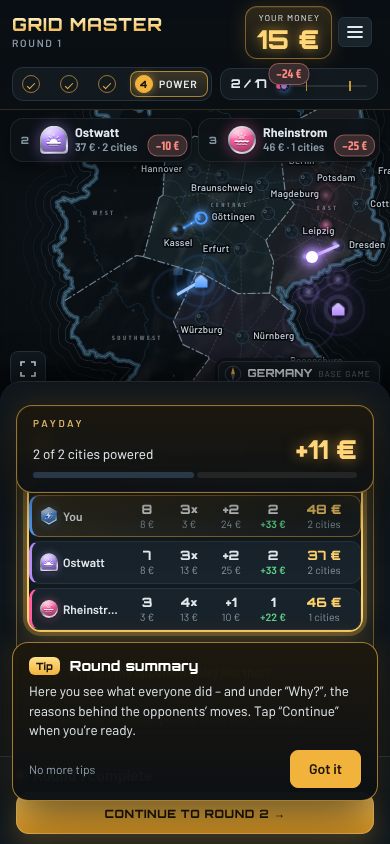 GRID MASTER
ROUND 1
YOUR MONEY
15 €
4 POWER
2 / 17
−24 €
2 Ostwatt
37 € · 2 cities
−10 €
3 Rheinstrom
46 € · 1 cities
−25 €
Hannover
Potsdam
Braunschweig
Magdeburg
WEST
CENTRAL
EAST
Göttingen
Kassel
Erfurt
Leipzig
Dresden
Würzburg
SOUTHWEST
Nürnberg
GERMANY BASE GAME
PAYDAY
2 of 2 cities powered
+11 €
You
8
3x
+2
2
48 €
8 €
3 €
24 €
+33 €
2 cities
Ostwatt
7
3x
+2
2
37 €
8 €
13 €
25 €
+33 €
2 cities
Rheinstr...
3
4x
+1
1
46 €
3 €
13 €
10 €
+22 €
1 cities
Tip Round summary
Here you see what everyone did – and under “Why?”, the
reasons behind the opponents’ moves. Tap “Continue”
when you’re ready.
No more tips
Got it
CONTINUE TO ROUND 2 →